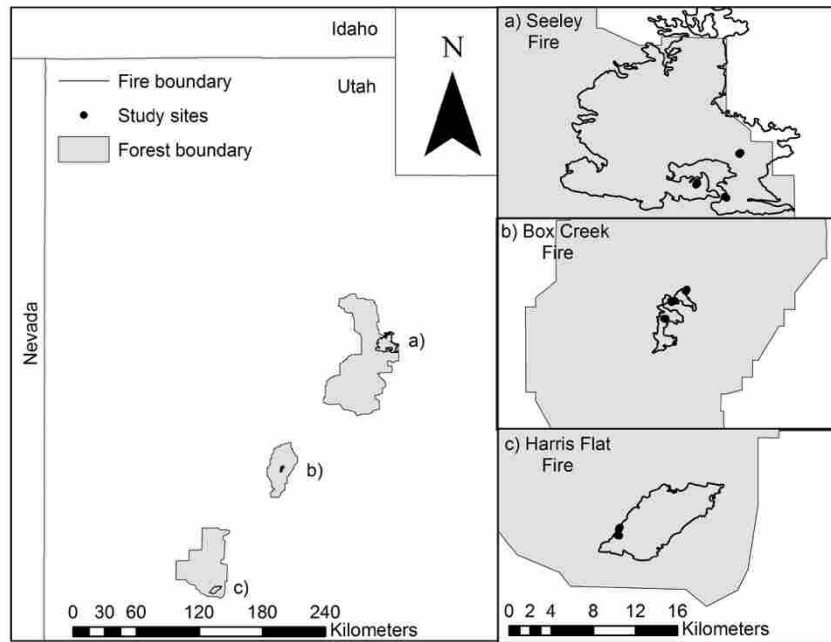 Idaho
Utah
N
Fire boundary
Study sites
Forest boundary
Nevada
a)
b)
c)
0 30 60 120 180 240
Kilometers
a) Seeley
Fire
b) Box Creek
Fire
c) Harris Flat
Fire
0 2 4 8 12 16
Kilometers